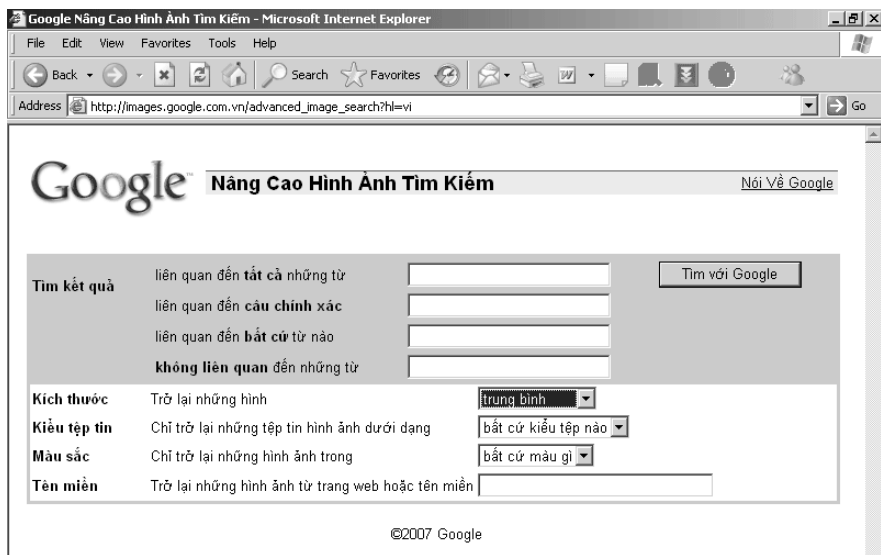 Google Nâng Cao Hình Ảnh Tìm Kiếm - Microsoft Internet Explorer
File Edit View Favorites Tools Help
Back Search Favorites
Address http://images.google.com.vn/advanced_image_search?hl=vi Go
Google™ Nâng Cao Hình Ảnh Tìm Kiếm Nói Về Google
Tìm kết quả liên quan đến tất cả những từ Tìm với Google
liên quan đến câu chính xác
liên quan đến bất cứ từ nào
không liên quan đến những từ
Kích thước Trở lại những hình trung bình
Kiểu tệp tin Chỉ trở lại những tệp tin hình ảnh dưới dạng bất cứ kiểu tệp nào
Màu sắc Chỉ trở lại những hình ảnh trong bất cứ màu gì
Tên miền Trở lại những hình ảnh từ trang web hoặc tên miền
©2007 Google